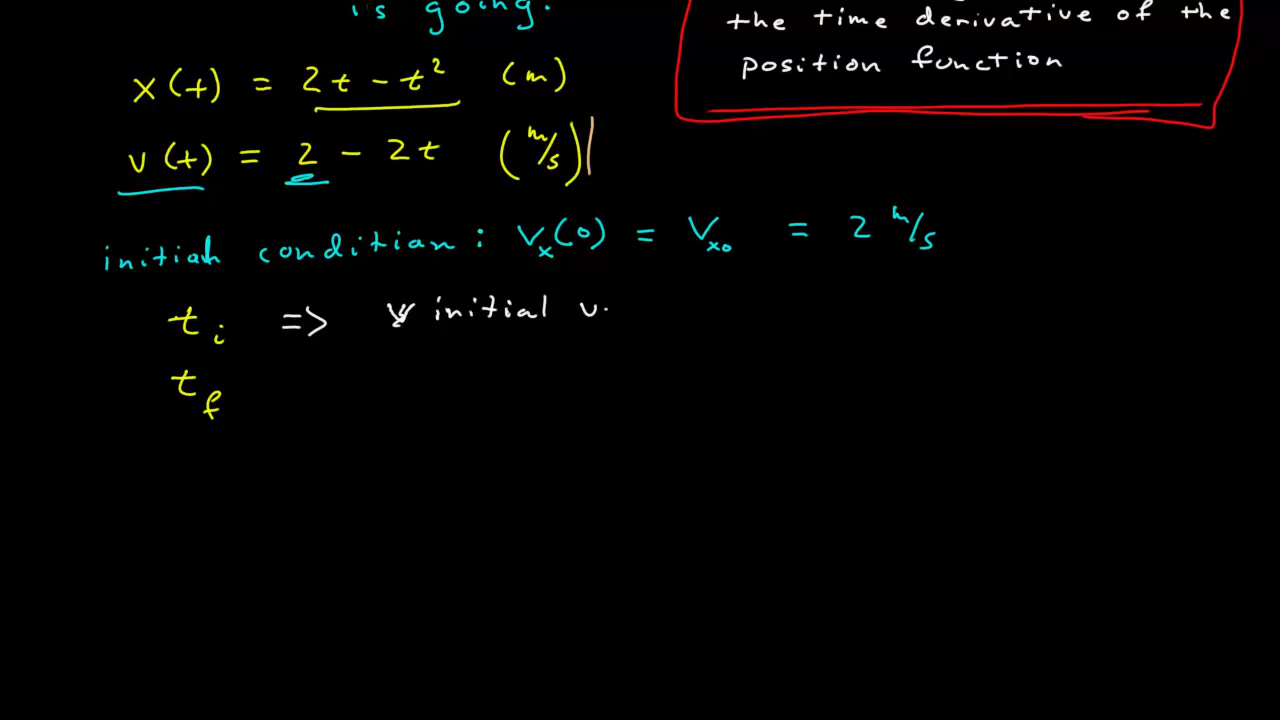 is going.
the time derivative of the
position function
x(t) = 2t - t² (m)
v(t) = 2 - 2t (m/s)
initial conditian : Vx(0) = Vx0 = 2 m/s
ti => initial v.
tf